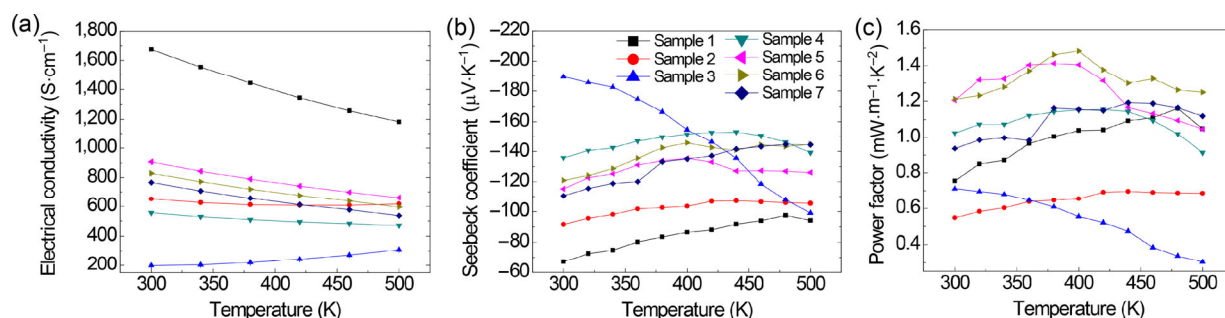 (a)
Electrical conductivity (S·cm⁻¹)
1,800
1,600
1,400
1,200
1,000
800
600
400
200
300 350 400 450 500
Temperature (K)
(b)
Seebeck coefficient (μV·K⁻¹)
−220
−180
−140
−120
−100
−80
−60
300 350 400 450 500
Temperature (K)
Sample 1
Sample 2
Sample 3
Sample 4
Sample 5
Sample 6
Sample 7
(c)
Power factor (mW·m⁻¹·K⁻²)
1.6
1.4
1.2
1.0
0.8
0.6
0.4
300 350 400 450 500
Temperature (K)